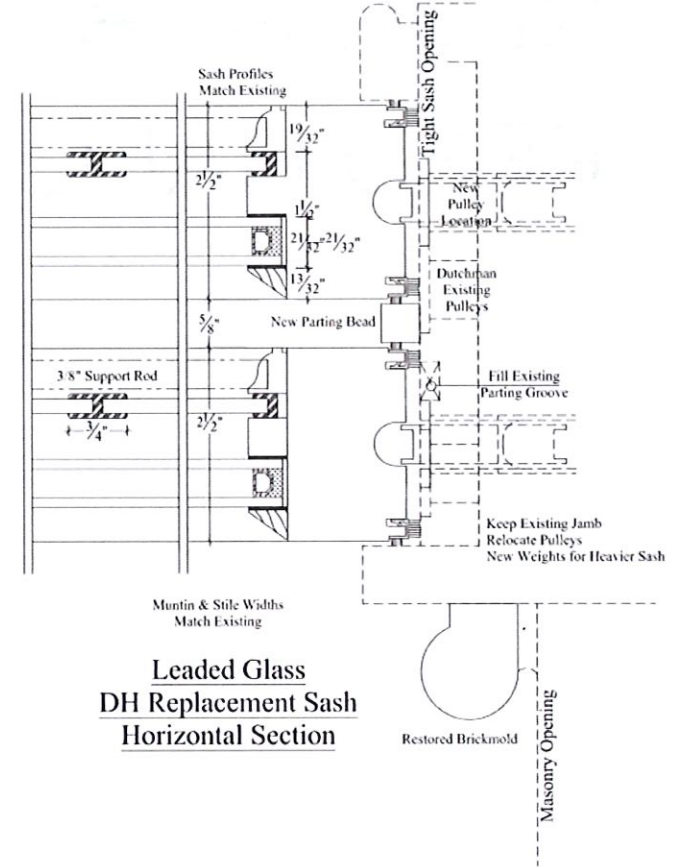 Sash Profiles
Match Existing
Tight Sash Opening
19/32"
2 1/2"
1 1/2"
21/32" 21/32"
13/32"
New
Pulley
Location
Dutchman
Existing
Pulleys
5/8"
New Parting Bead
3/8" Support Rod
Fill Existing
Parting Groove
2 1/2"
3/4"
Keep Existing Jamb
Relocate Pulleys
New Weights for Heavier Sash
Muntin & Stile Widths
Match Existing
Leaded Glass
DH Replacement Sash
Horizontal Section
Restored Brickmold
Masonry Opening